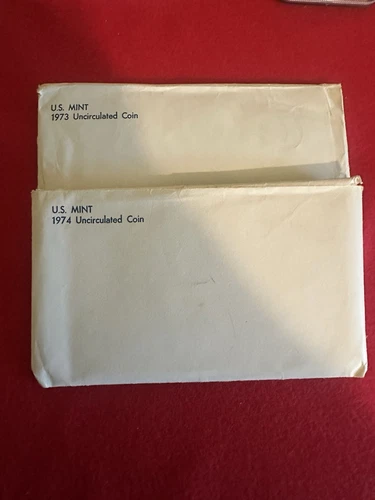 U.S. MINT
1973 Uncirculated Coin
U.S. MINT
1974 Uncirculated Coin